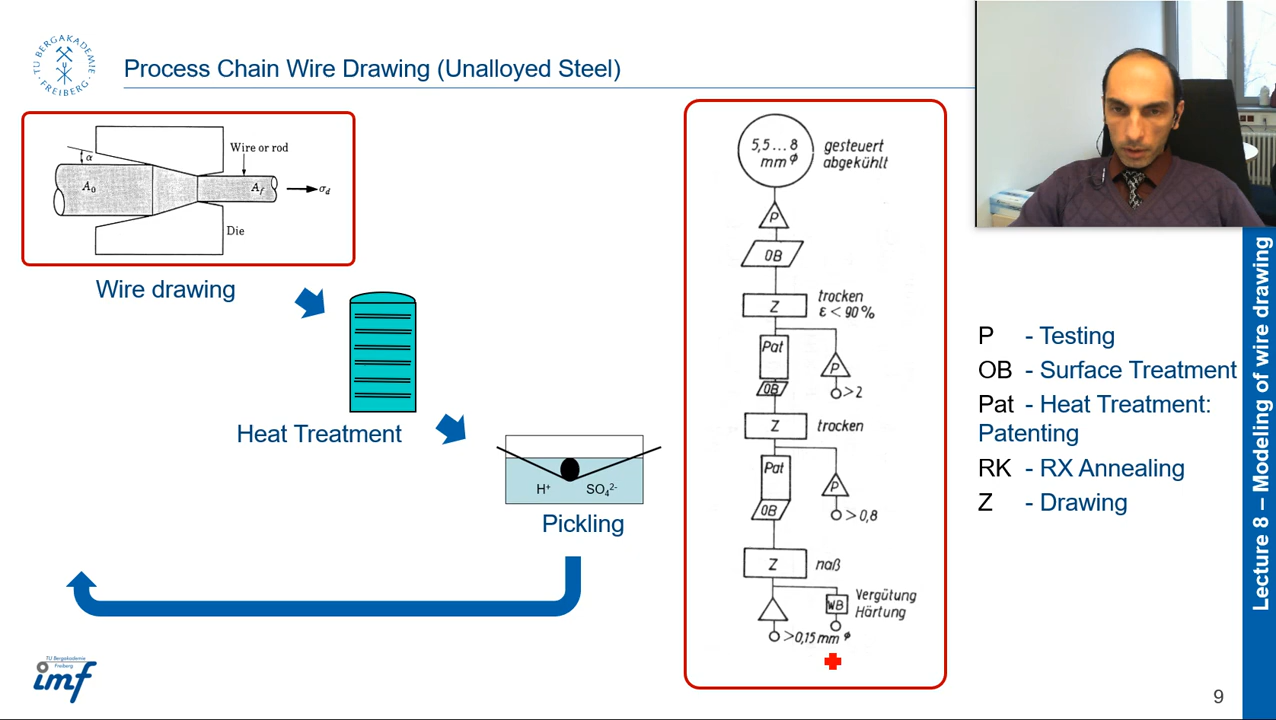 TU BERGAKADEMIE
FREIBERG
Process Chain Wire Drawing (Unalloyed Steel)
α
Wire or rod
A₀
A_f
σ_d
Die
Wire drawing
Heat Treatment
H⁺ SO₄²⁻
Pickling
5,5...8
mm ϕ
gesteuert
abgekühlt
P
OB
Z
trocken
ε < 90 %
Pat
P
OB
>2
Z
trocken
Pat
P
OB
>0,8
Z
naß
WB
Vergütung
Härtung
>0,15 mm ϕ
P - Testing
OB - Surface Treatment
Pat - Heat Treatment:
Patenting
RK - RX Annealing
Z - Drawing
Lecture 8 – Modeling of wire drawing
TU Bergakademie
Freiberg
imf
9